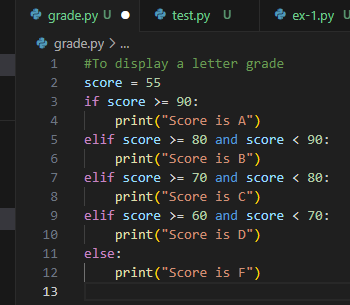 grade.py U
test.py U
ex-1.py U
grade.py > ...
1 #To display a letter grade
2 score = 55
3 if score >= 90:
4     print("Score is A")
5 elif score >= 80 and score < 90:
6     print("Score is B")
7 elif score >= 70 and score < 80:
8     print("Score is C")
9 elif score >= 60 and score < 70:
10     print("Score is D")
11 else:
12     print("Score is F")
13